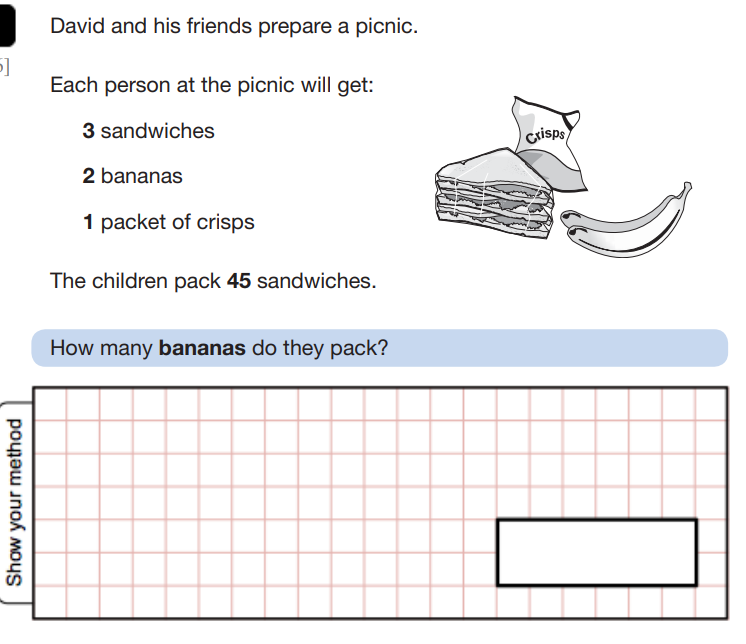 David and his friends prepare a picnic.
Each person at the picnic will get:
3 sandwiches
2 bananas
1 packet of crisps
Crisps
The children pack 45 sandwiches.
How many bananas do they pack?
Show your method